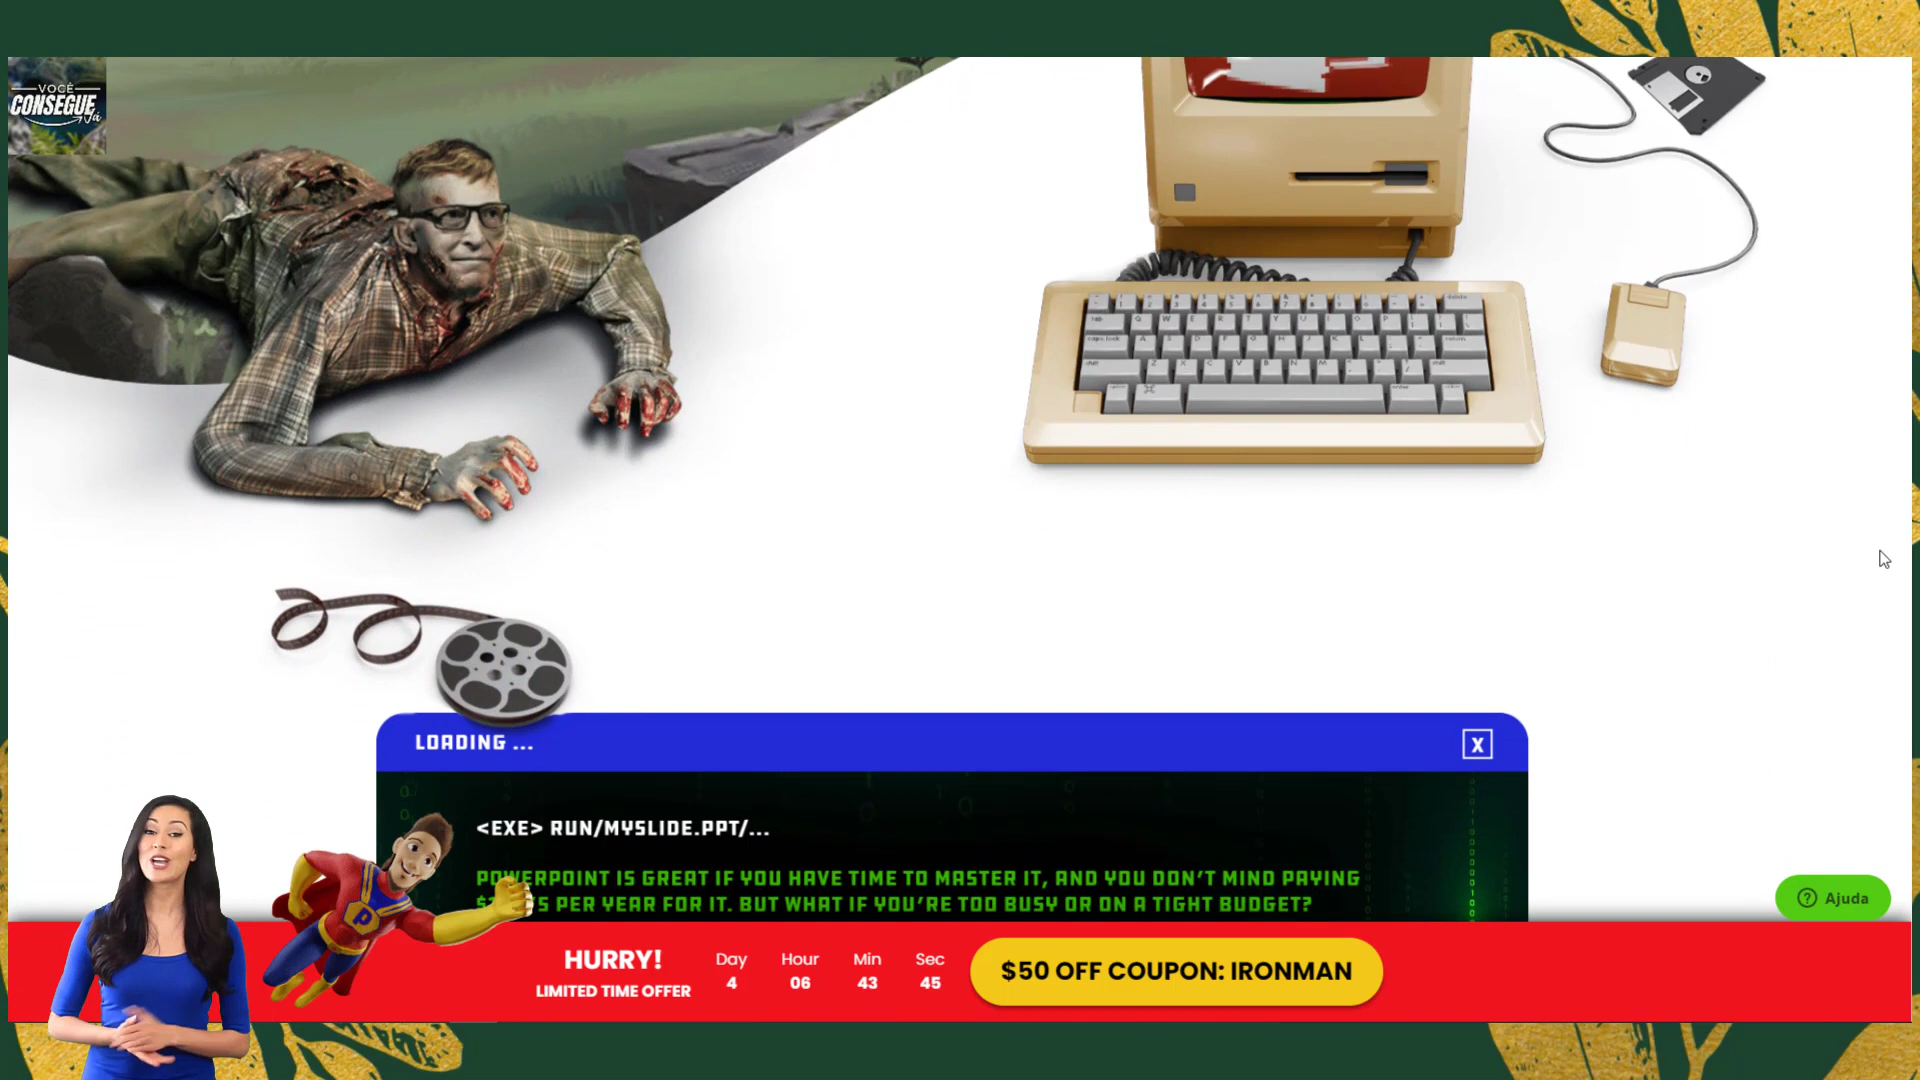 VOCÊ
CONSEGUE
LOADING ...
X
<EXE> RUN/MYSLIDE.PPT/...
POWERPOINT IS GREAT IF YOU HAVE TIME TO MASTER IT, AND YOU DON'T MIND PAYING
PER YEAR FOR IT. BUT WHAT IF YOU'RE TOO BUSY OR ON A TIGHT BUDGET?
Ajuda
HURRY!
LIMITED TIME OFFER
Day Hour Min Sec
4 06 43 45
$50 OFF COUPON: IRONMAN
P